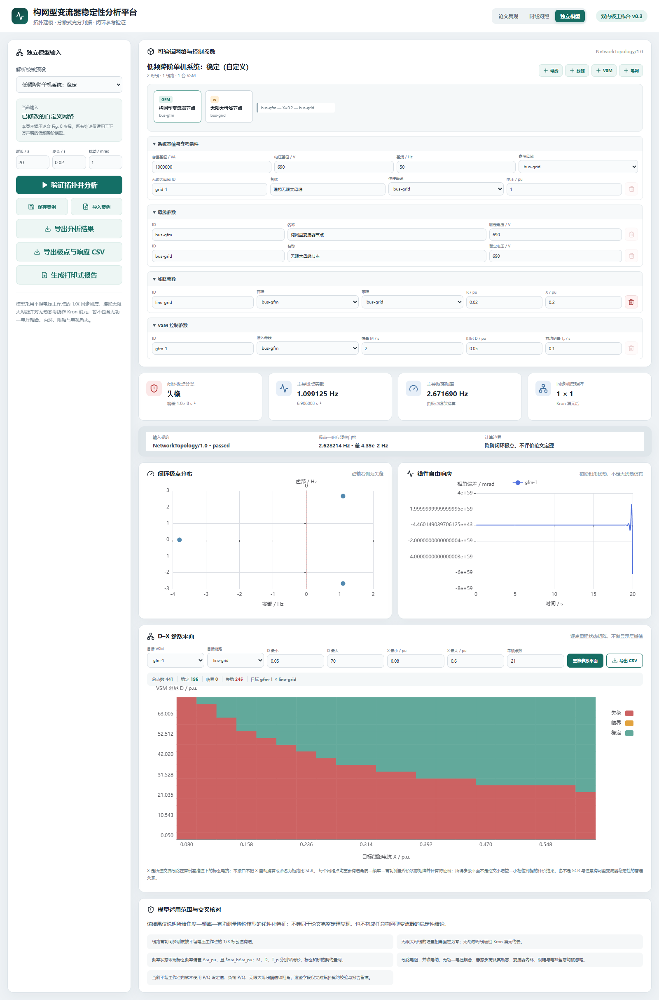 构网型变流器稳定性分析平台
拓扑建模 · 分散式充分判据 · 闭环参考验证
论文复现 同域对照 独立模型 双内核工作台 v0.3
独立模型输入
解析校核预设
低频降阶单机系统：稳定
当前输入
已修改的自定义网络
本页不调用论文 Fig. 8 夹具；所有结论仅适用于下
方声明的低频降阶模型。
时长 / s 步长 / s 扰动 / mrad
20 0.02 1
验证拓扑并分析
保存案例 导入案例
导出分析结果
导出极点与响应 CSV
生成打印式报告
模型采用平坦电压工作点的 1/X 同步刚度，接地无限
大母线并对无动态母线作 Kron 消元；暂不包含无功
—电压耦合、内环、限幅与电磁暂态。
可编辑网络与控制参数 NetworkTopology/1.0
低频降阶单机系统：稳定（自定义）
2 母线 · 1 线路 · 1 台 VSM
母线 线路 VSM 电网
GFM
构网型变流器节点
bus-gfm
∞
无限大母线节点
bus-grid
bus-gfm — X=0.2 — bus-grid
▼ 系统基值与参考条件
容量基值 / VA 电压基值 / V 基频 / Hz 参考母线
1000000 690 50 bus-grid
无限大母线 ID 名称 连接母线 电压 / pu
grid-1 理想无限大母线 bus-grid 1
▼ 母线参数
ID 名称 额定电压 / V
bus-gfm 构网型变流器节点 690
ID 名称 额定电压 / V
bus-grid 无限大母线节点 690
▼ 线路参数
ID 首端 末端 R / pu X / pu
line-grid bus-gfm bus-grid 0.02 0.2
▼ VSM 控制参数
ID 接入母线 惯量 M / s 阻尼 D / pu 有功测量 Tₚ / s
gfm-1 bus-gfm 2 0.05 0.1
闭环极点分类
失稳
容差 1.0e-8 s⁻¹
主导极点实部
1.099125 Hz
6.906003 s⁻¹
主导振荡频率
2.671690 Hz
由极点虚部换算
同步刚度矩阵
1 × 1
Kron 消元后
输入契约
NetworkTopology/1.0 • passed
极点—响应频率自检
2.628214 Hz • 差 4.35e-2 Hz
计算边界
降阶闭环极点，不评价论文定理
闭环极点分布 虚轴右侧为失稳
虚部 / Hz
0
3
2
1
0
-1
-2
-3
-4 -3 -2 -1 0 1 2
实部 / Hz
线性自由响应 初始相角扰动，不是大扰动仿真
相角偏差 / mrad gfm-1
4e+59
1.9999999999999995e+59
-4.460149039706125e+43
-2.0000000000000004e+59
-4.0000000000000003e+59
-6e+59
-8e+59
0 5 10 15 20
时间 / s
D–X 参数平面 逐点重建状态矩阵，不做显示层插值
目标 VSM 目标线路 D 最小 D 最大 X 最小 / pu X 最大 / pu 每轴点数
gfm-1 line-grid 0.05 70 0.08 0.6 21 重算参数平面 导出 CSV
总点数 441 稳定 196 临界 0 失稳 245 目标 gfm-1 × line-grid
VSM 阻尼 D / p.u.
63.005
52.512
42.020
31.528
21.035
10.543
0.050
0.080 0.158 0.236 0.314 0.392 0.470 0.548
目标线路电抗 X / p.u.
失稳
临界
稳定
X 是所选交流线路在算例基准值下的标幺电抗；本接口不把 X 自动换算或命名为短路比 SCR。 每个网格点均重新构造角度—频率—有功测量降阶状态矩阵并计算特征根；所得参数平面不是论文小增益—小相位判据的评价结果，也不是 SCR 与任意构网型变流器稳定性的普遍
关系。
模型适用范围与交叉核对
该结果仅说明所给角度—频率—有功测量降阶模型的线性化特征；不等同于论文完整定理复现，也不构成任意构网型变流器的稳定性结论。
线路有功同步刚度按平坦电压工作点的 1/X 标幺值构造。
无限大母线的增量相角固定为零；无动态母线通过 Kron 消元约去。
频率状态采用标幺频率偏差 Δω_pu，且 δ̇=ω_bΔω_pu；M、D、T_p 分别采用秒、标幺和秒的契约量纲。
线路电阻、并联电纳、无功—电压耦合、静态负荷及其动态、变流器内环、限幅与电磁暂态均被忽略。
当前平坦工作点内核不使用 P/Q 设定值、负荷 P/Q、无限大母线幅值和相角；这些字段仅完成拓扑契约校验与报告留痕。